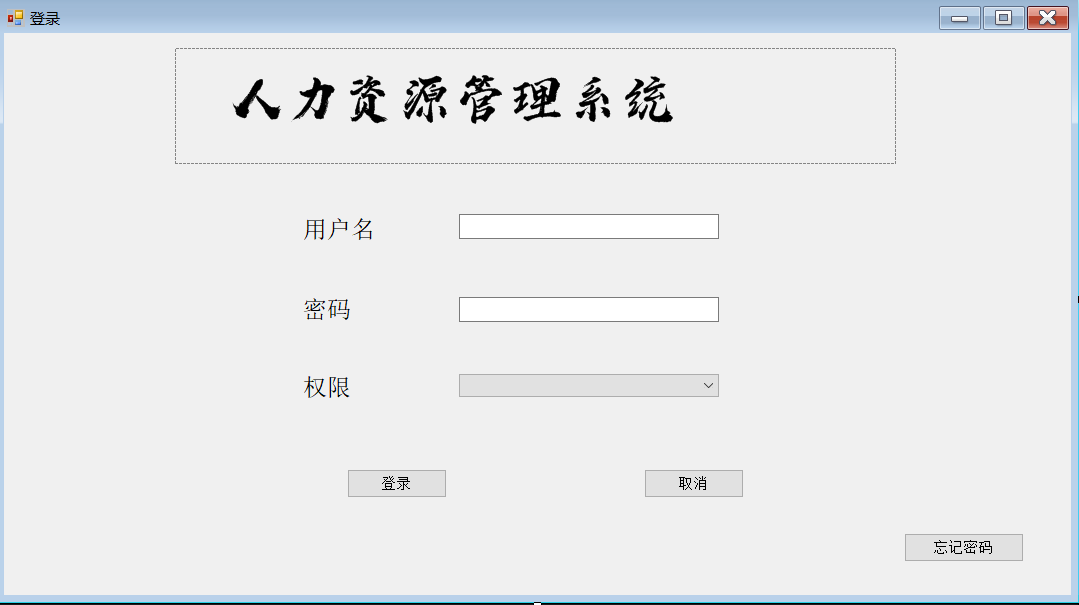 登录
人力资源管理系统
用户名
密码
权限
登录 取消
忘记密码